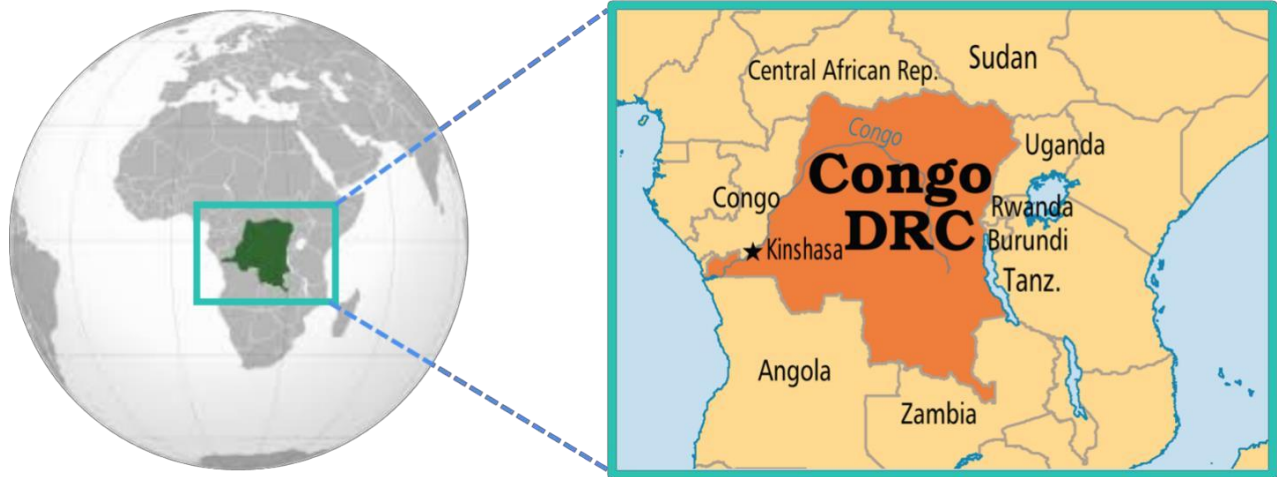 Sudan
Central African Rep.
Congo
Uganda
Congo
DRC
Congo
Rwanda
Kinshasa
Burundi
Tanz.
Angola
Zambia